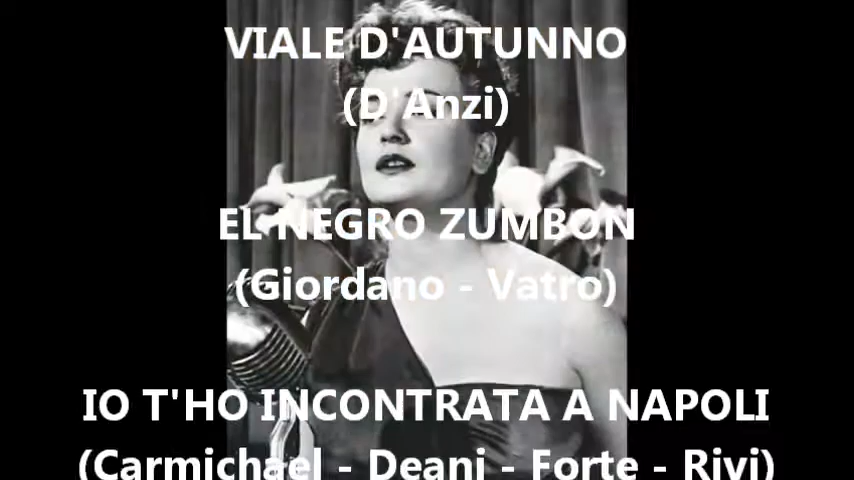 VIALE D'AUTUNNO
(D'Anzi)
EL NEGRO ZUMBON
(Giordano - Vatro)
IO T'HO INCONTRATA A NAPOLI
(Carmichael - Deani - Forte - Rivi)